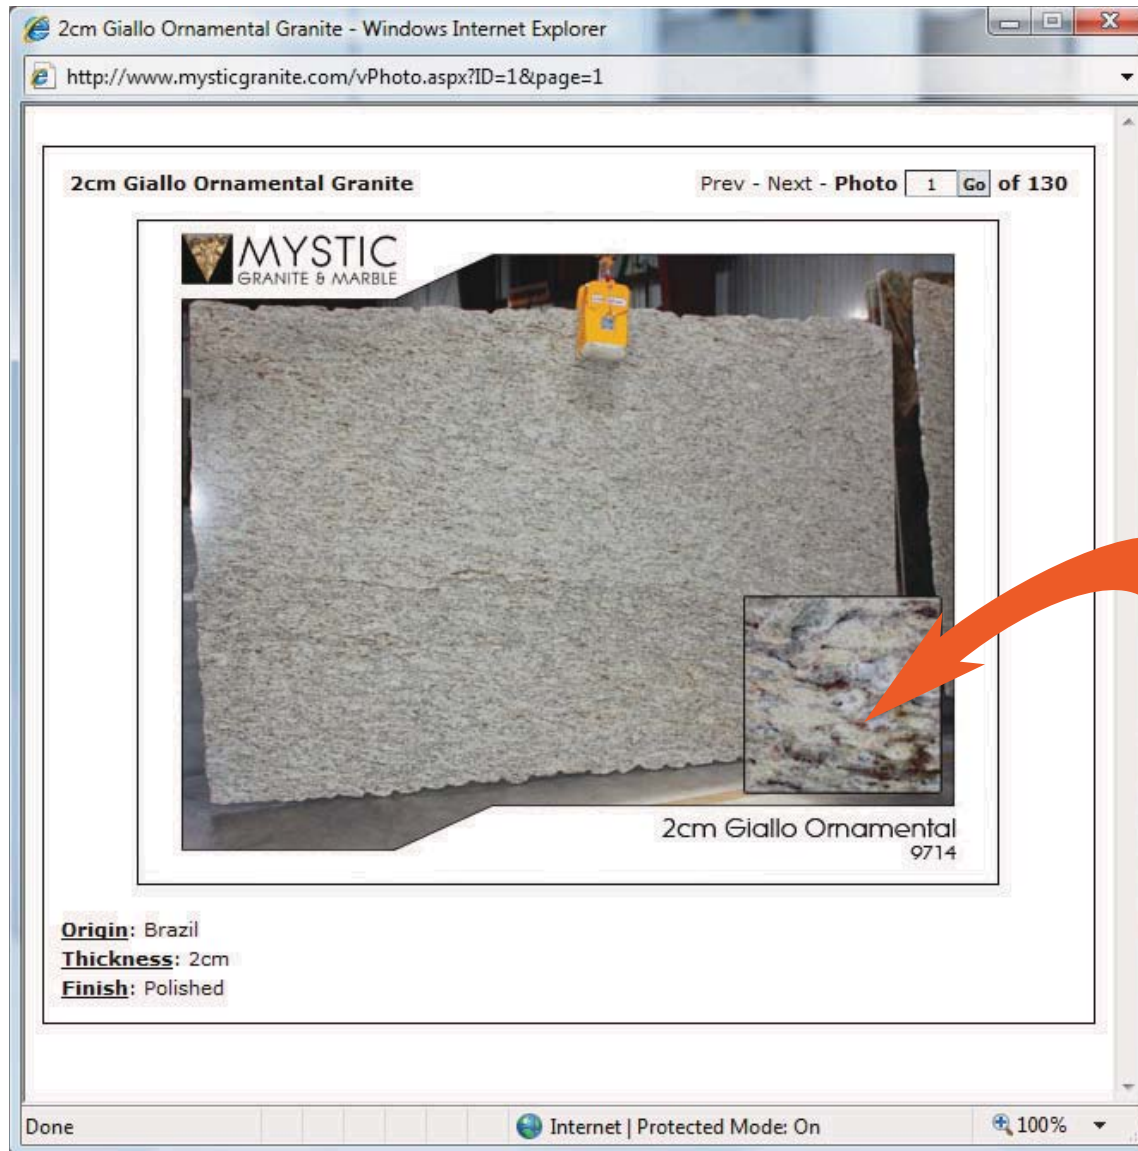 2cm Giallo Ornamental Granite - Windows Internet Explorer
http://www.mysticgranite.com/vPhoto.aspx?ID=1&page=1
2cm Giallo Ornamental Granite Prev - Next - Photo 1 Go of 130
MYSTIC
GRANITE & MARBLE
2cm Giallo Ornamental
9714
Origin: Brazil
Thickness: 2cm
Finish: Polished
Done Internet | Protected Mode: On 100%